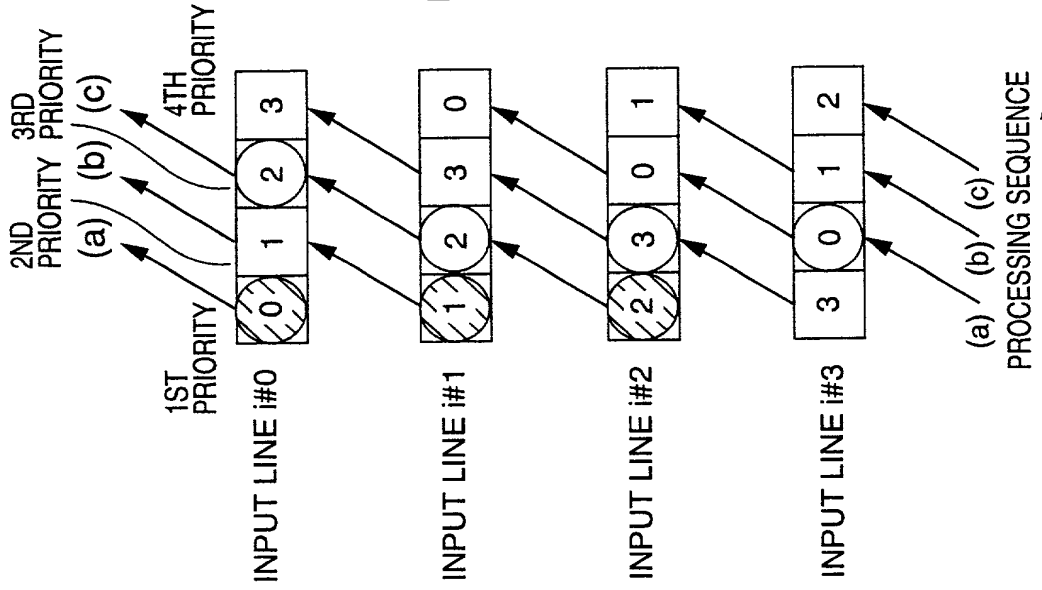 2ND
PRIORITY
3RD
PRIORITY
(a) (b) (c)
1ST
PRIORITY
4TH
PRIORITY
INPUT LINE i#0
0 1 2 3
INPUT LINE i#1
1 2 3 0
INPUT LINE i#2
2 3 0 1
INPUT LINE i#3
3 0 1 2
(a) (b) (c)
PROCESSING SEQUENCE